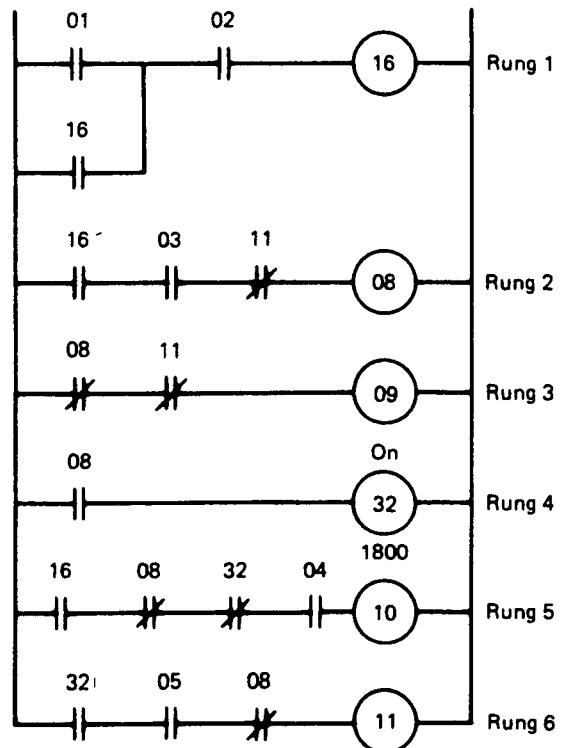 01 02
16 Rung 1
16
16 03 11
08 Rung 2
08 11
09 Rung 3
08 On
32 Rung 4
1800
16 08 32 04
10 Rung 5
32 05 08
11 Rung 6